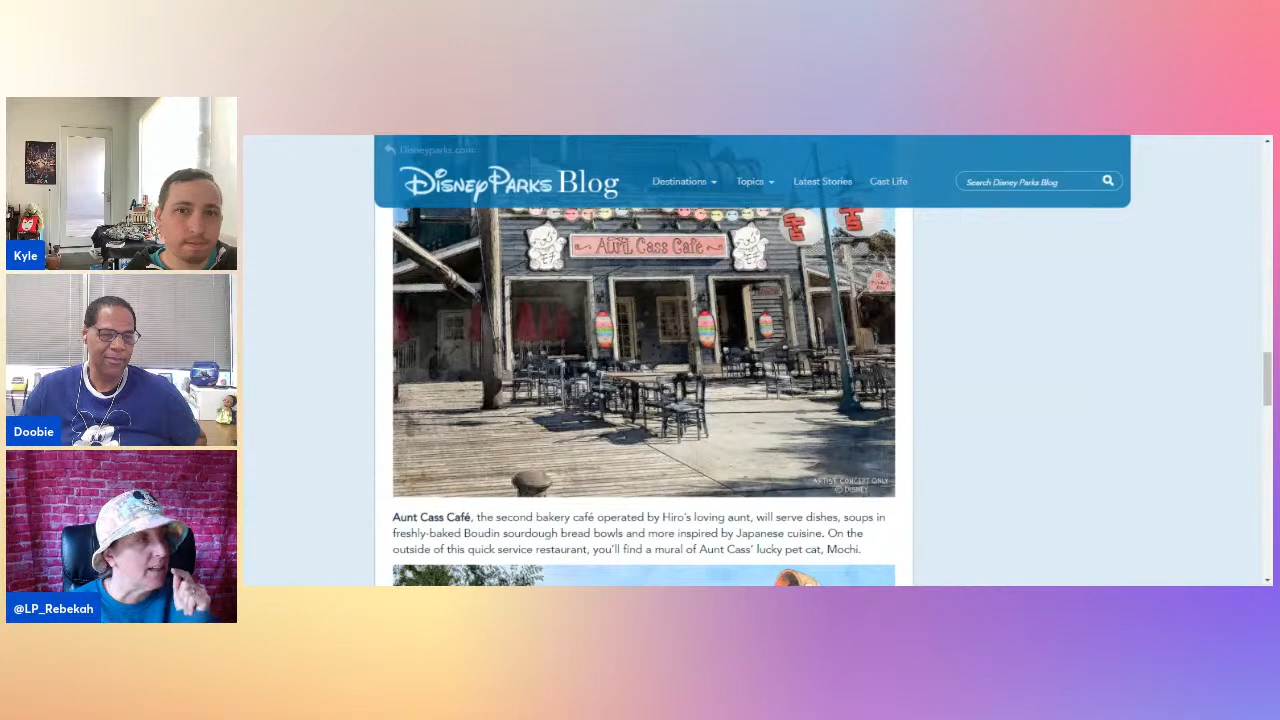 Kyle
Doobie
@LP_Rebekah
Disneyparks.com
Disney Parks Blog
Destinations
Topics
Latest Stories
Cast Life
Search Disney Parks Blog
Aunt Cass Café
ARTIST CONCEPT ONLY
© DISNEY
Aunt Cass Café, the second bakery café operated by Hiro's loving aunt, will serve dishes, soups in
freshly-baked Boudin sourdough bread bowls and more inspired by Japanese cuisine. On the
outside of this quick service restaurant, you'll find a mural of Aunt Cass' lucky pet cat, Mochi.